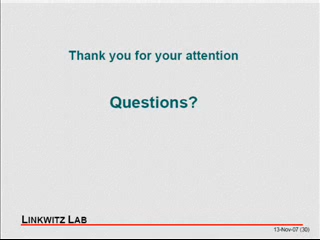 Thank you for your attention
Questions?
LINKWITZ LAB
13-Nov-07 (30)